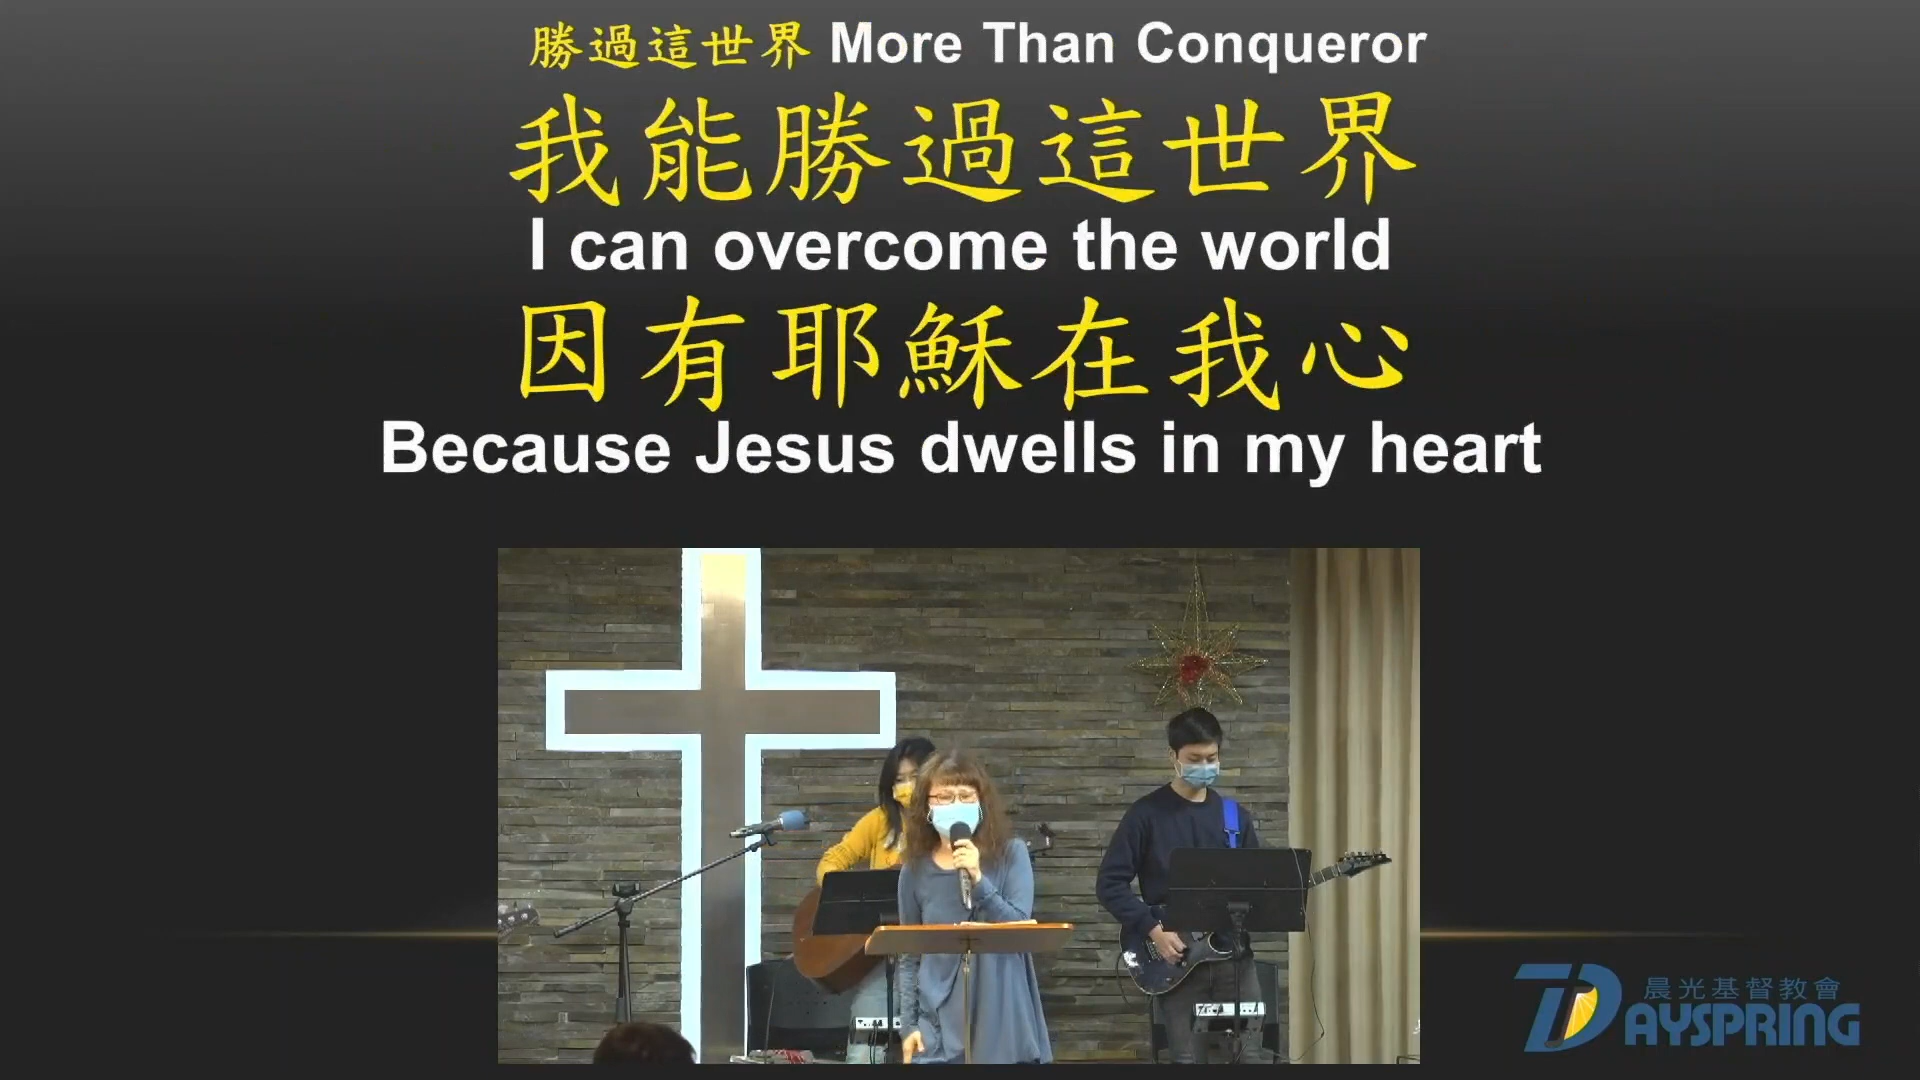 勝過這世界 More Than Conqueror
我能勝過這世界
I can overcome the world
因有耶穌在我心
Because Jesus dwells in my heart
晨光基督教會
DAYSPRING